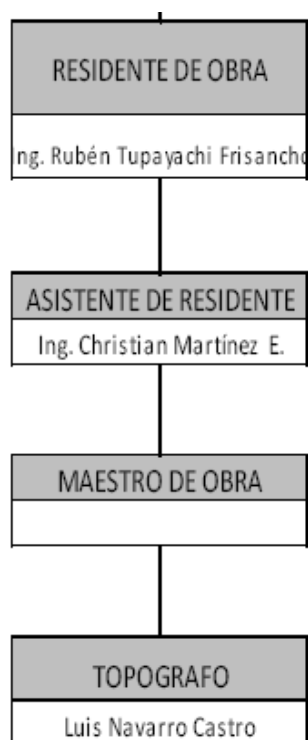 RESIDENTE DE OBRA
Ing. Rubén Tupayachi Frisancho
ASISTENTE DE RESIDENTE
Ing. Christian Martínez E.
MAESTRO DE OBRA
TOPOGRAFO
Luis Navarro Castro